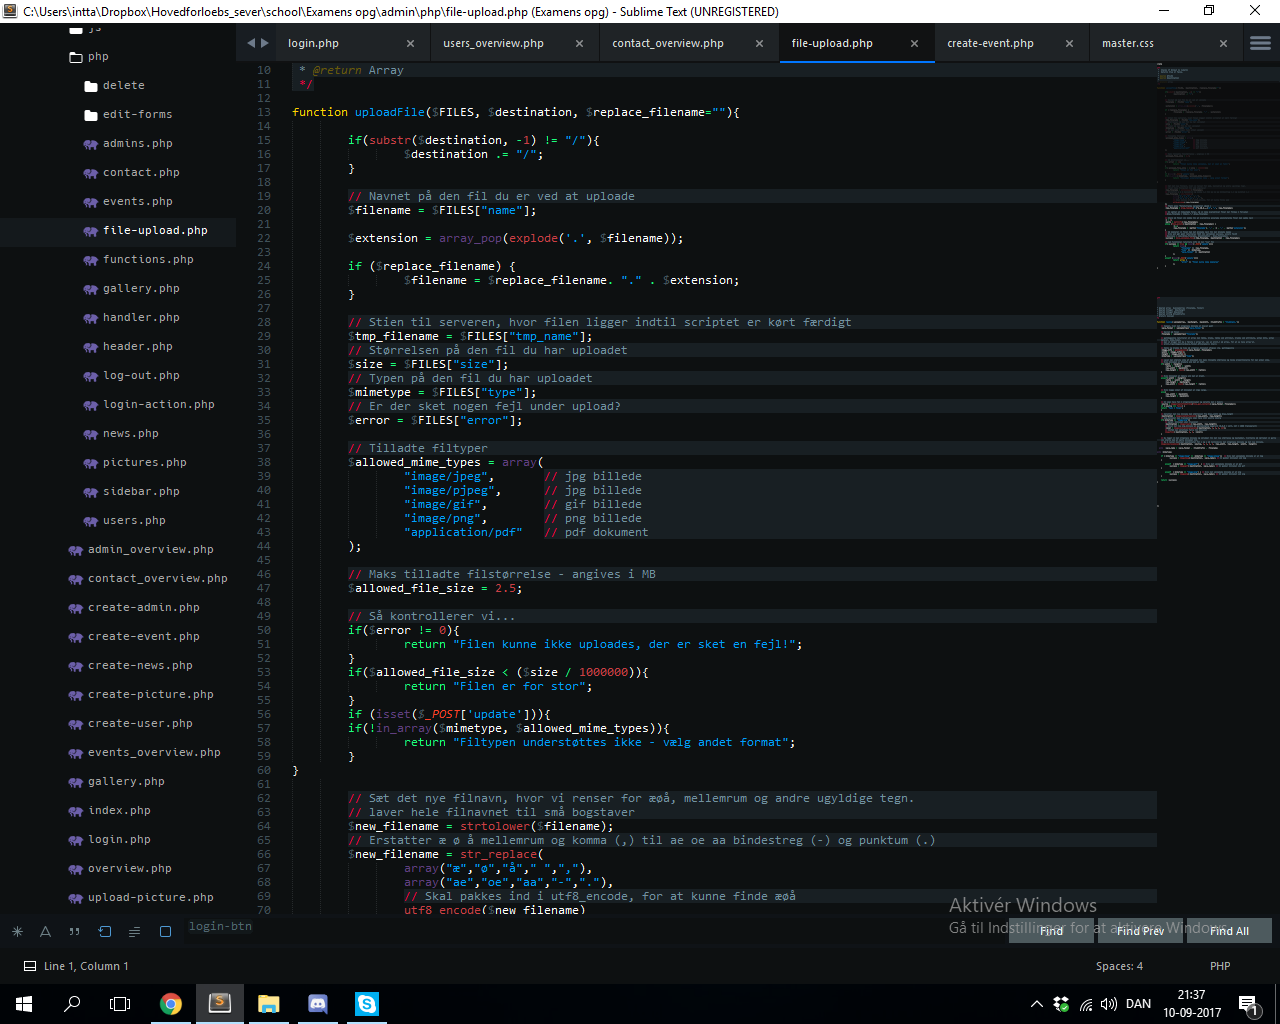 C:\Users\intta\Dropbox\Hovedforloebs_sever\school\Examens opg\admin\php\file-upload.php (Examens opg) - Sublime Text (UNREGISTERED)
js
php
delete
edit-forms
admins.php
contact.php
events.php
file-upload.php
functions.php
gallery.php
handler.php
header.php
log-out.php
login-action.php
news.php
pictures.php
sidebar.php
users.php
admin_overview.php
contact_overview.php
create-admin.php
create-event.php
create-news.php
create-picture.php
create-user.php
events_overview.php
gallery.php
index.php
login.php
overview.php
upload-picture.php
login.php × users_overview.php × contact_overview.php × file-upload.php × create-event.php × master.css ×
10 * @return Array
11 */
12
13 function uploadFile($FILES, $destination, $replace_filename=""){
14
15 if(substr($destination, -1) != "/"){
16 $destination .= "/";
17 }
18
19 // Navnet på den fil du er ved at uploade
20 $filename = $FILES["name"];
21
22 $extension = array_pop(explode('.', $filename));
23
24 if ($replace_filename) {
25 $filename = $replace_filename. "." . $extension;
26 }
27
28 // Stien til serveren, hvor filen ligger indtil scriptet er kørt færdigt
29 $tmp_filename = $FILES["tmp_name"];
30 // Størrelsen på den fil du har uploadet
31 $size = $FILES["size"];
32 // Typen på den fil du har uploadet
33 $mimetype = $FILES["type"];
34 // Er der sket nogen fejl under upload?
35 $error = $FILES["error"];
36
37 // Tilladte filtyper
38 $allowed_mime_types = array(
39 "image/jpeg", // jpg billede
40 "image/pjpeg", // jpg billede
41 "image/gif", // gif billede
42 "image/png", // png billede
43 "application/pdf" // pdf dokument
44 );
45
46 // Maks tilladte filstørrelse - angives i MB
47 $allowed_file_size = 2.5;
48
49 // Så kontrollerer vi...
50 if($error != 0){
51 return "Filen kunne ikke uploades, der er sket en fejl!";
52 }
53 if($allowed_file_size < ($size / 1000000)){
54 return "Filen er for stor";
55 }
56 if (isset($_POST['update'])){
57 if(!in_array($mimetype, $allowed_mime_types)){
58 return "Filtypen understøttes ikke - vælg andet format";
59 }
60 }
61
62 // Sæt det nye filnavn, hvor vi renser for æøå, mellemrum og andre ugyldige tegn.
63 // laver hele filnavnet til små bogstaver
64 $new_filename = strtolower($filename);
65 // Erstatter æ ø å mellemrum og komma (,) til ae oe aa bindestreg (-) og punktum (.)
66 $new_filename = str_replace(
67 array("æ","ø","å"," ",","),
68 array("ae","oe","aa","-","."),
69 // Skal pakkes ind i utf8_encode, for at kunne finde æøå
70 utf8_encode($new_filename)
Aktivér Windows
Gå til Indstillinger for at aktivere Windows.
login-btn
Find Find Prev Find All
Line 1, Column 1
Spaces: 4 PHP
DAN
21:37
10-09-2017
1